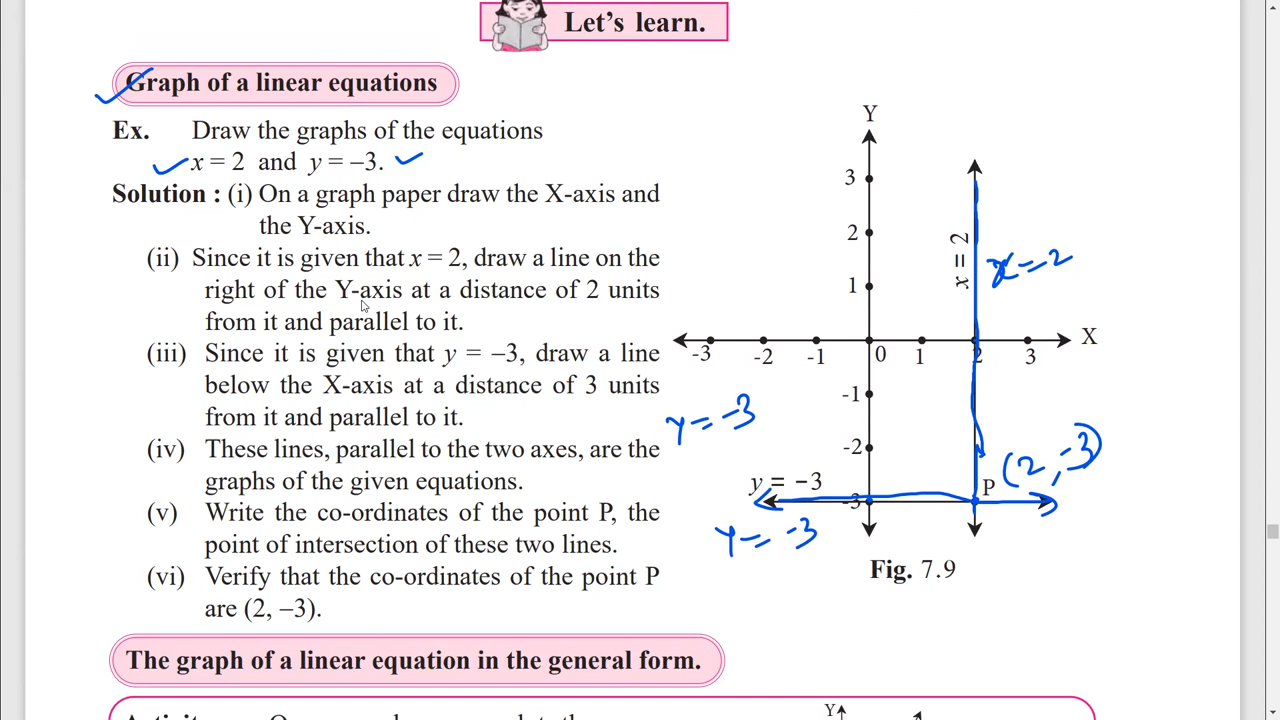 Let's learn.
Graph of a linear equations
Ex. Draw the graphs of the equations
x = 2 and y = –3.
Solution : (i) On a graph paper draw the X-axis and
the Y-axis.
(ii) Since it is given that x = 2, draw a line on the
right of the Y-axis at a distance of 2 units
from it and parallel to it.
(iii) Since it is given that y = –3, draw a line
below the X-axis at a distance of 3 units
from it and parallel to it.
(iv) These lines, parallel to the two axes, are the
graphs of the given equations.
(v) Write the co-ordinates of the point P, the
point of intersection of these two lines.
(vi) Verify that the co-ordinates of the point P
are (2, –3).
Y
3
2
1
x = 2
x = 2
X
-3 -2 -1 0 1 2 3
-1
-2
-3
y = -3
(2, -3)
y = –3
P
y = -3
Fig. 7.9
The graph of a linear equation in the general form.
Y